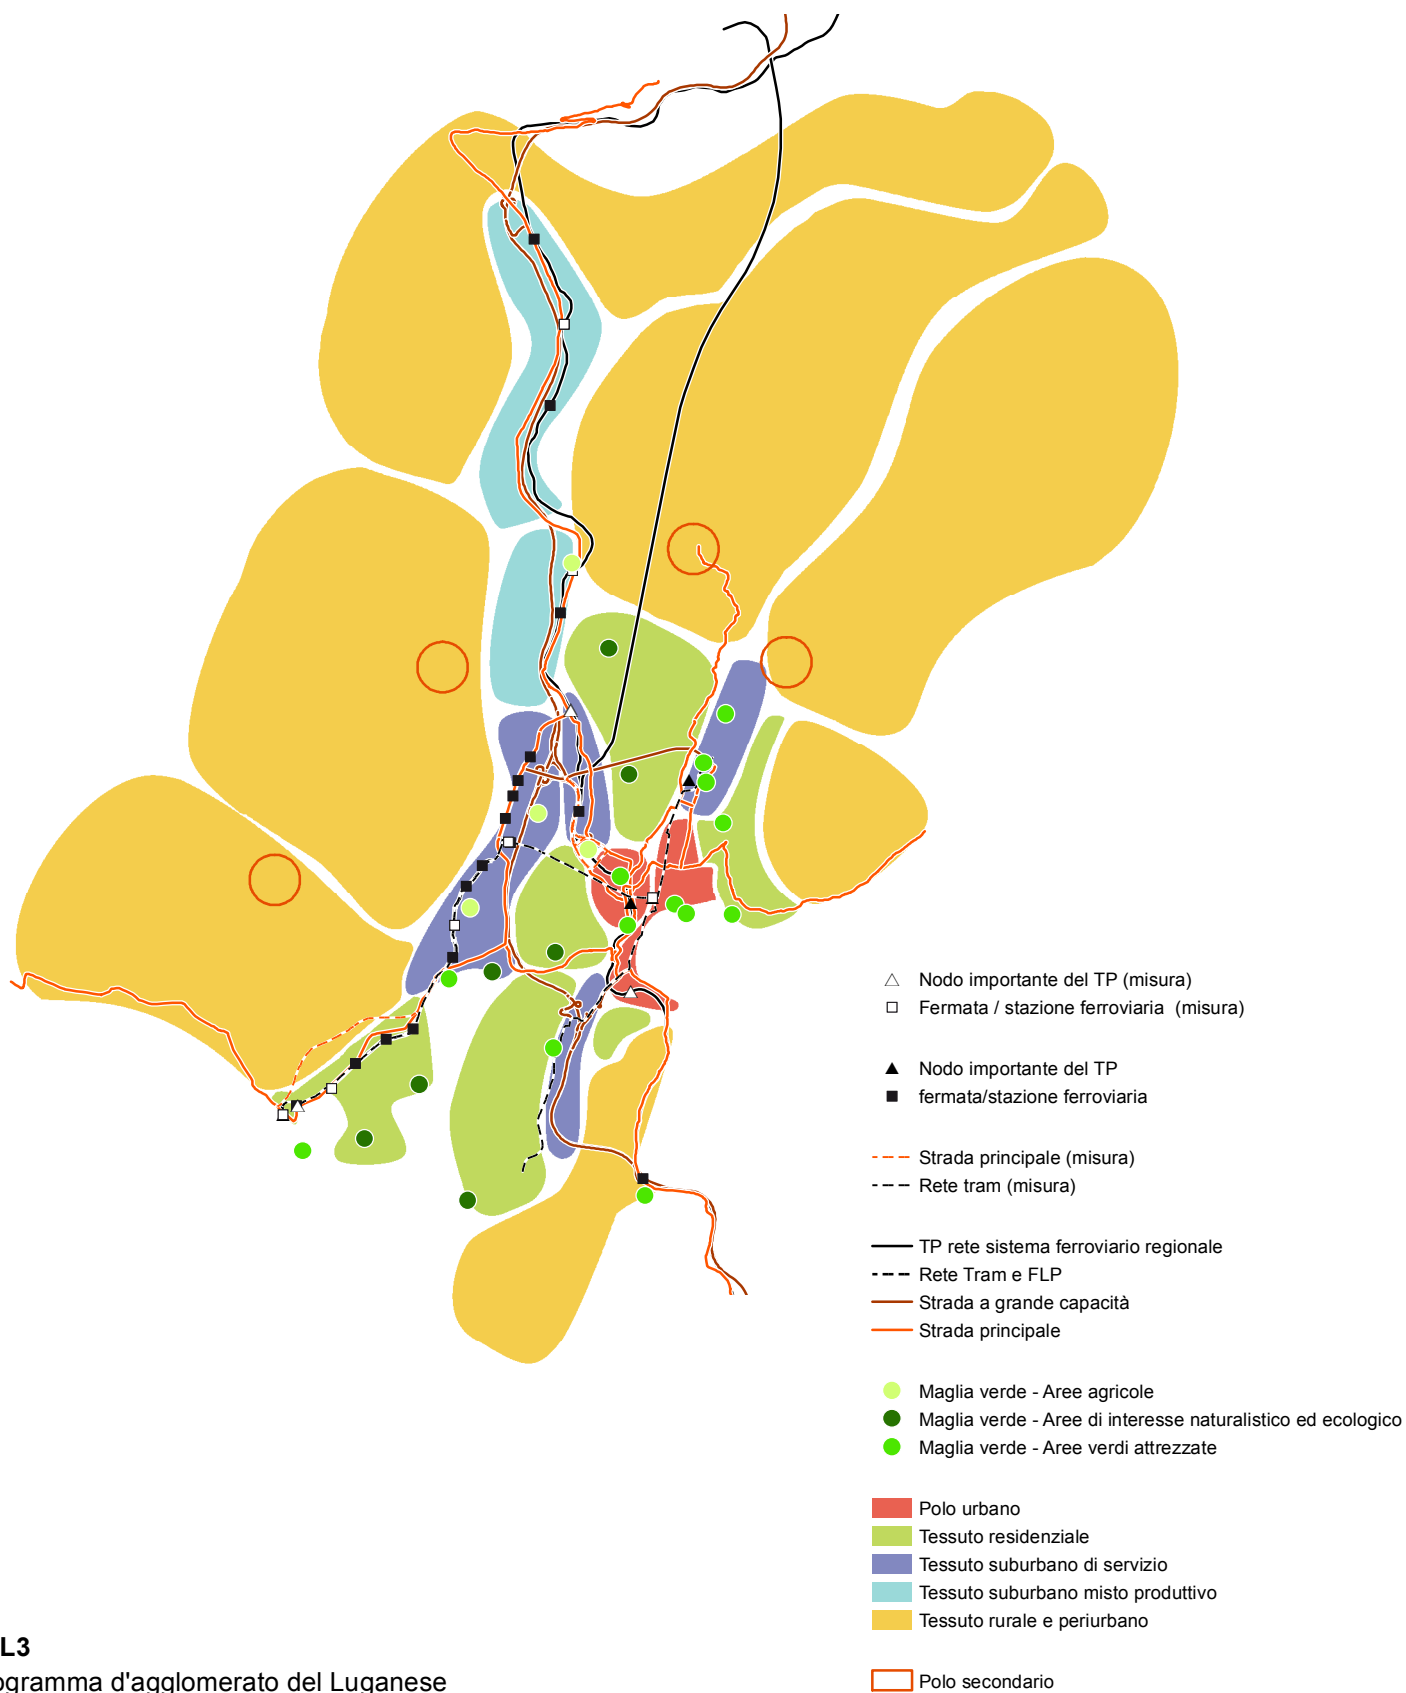 Nodo importante del TP (misura)
Fermata / stazione ferroviaria (misura)
Nodo importante del TP
fermata/stazione ferroviaria
Strada principale (misura)
Rete tram (misura)
TP rete sistema ferroviario regionale
Rete Tram e FLP
Strada a grande capacità
Strada principale
Maglia verde - Aree agricole
Maglia verde - Aree di interesse naturalistico ed ecologico
Maglia verde - Aree verdi attrezzate
Polo urbano
Tessuto residenziale
Tessuto suburbano di servizio
Tessuto suburbano misto produttivo
Tessuto rurale e periurbano
Polo secondario
L3
ogramma d'agglomerato del Luganese